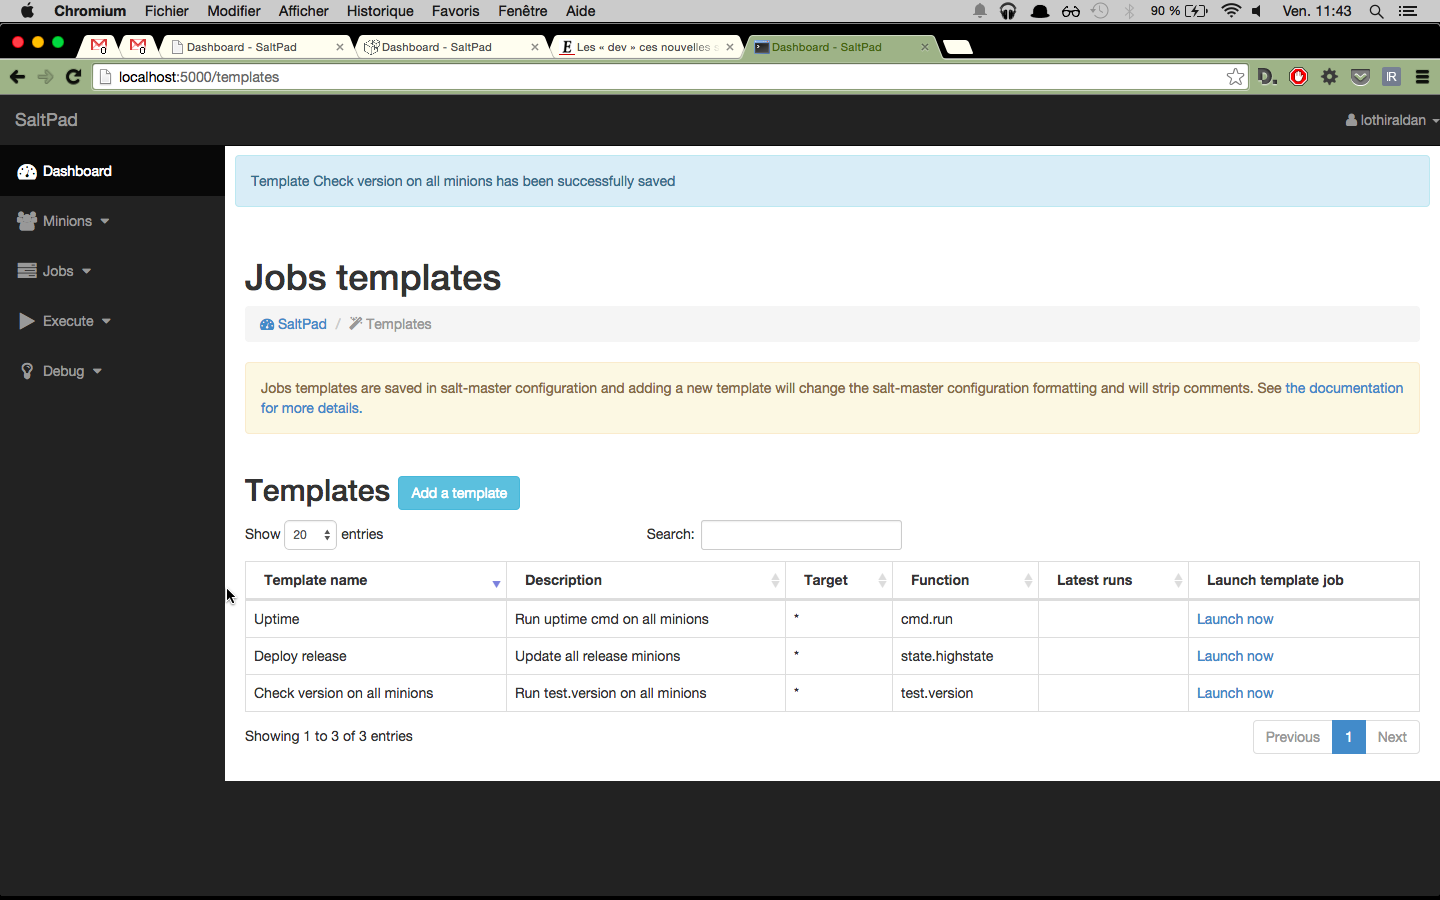 Chromium Fichier Modifier Afficher Historique Favoris Fenêtre Aide 90 % Ven. 11:43
0 0 Dashboard - SaltPad Dashboard - SaltPad E Les « dev » ces nouvelles Dashboard - SaltPad
localhost:5000/templates D. IR
SaltPad lothiraldan
Dashboard
Minions
Jobs
Execute
Debug
Template Check version on all minions has been successfully saved
Jobs templates
SaltPad / Templates
Jobs templates are saved in salt-master configuration and adding a new template will change the salt-master configuration formatting and will strip comments. See the documentation
for more details.
Templates Add a template
Show 20 entries Search:
Template name Description Target Function Latest runs Launch template job
Uptime Run uptime cmd on all minions * cmd.run Launch now
Deploy release Update all release minions * state.highstate Launch now
Check version on all minions Run test.version on all minions * test.version Launch now
Showing 1 to 3 of 3 entries Previous 1 Next